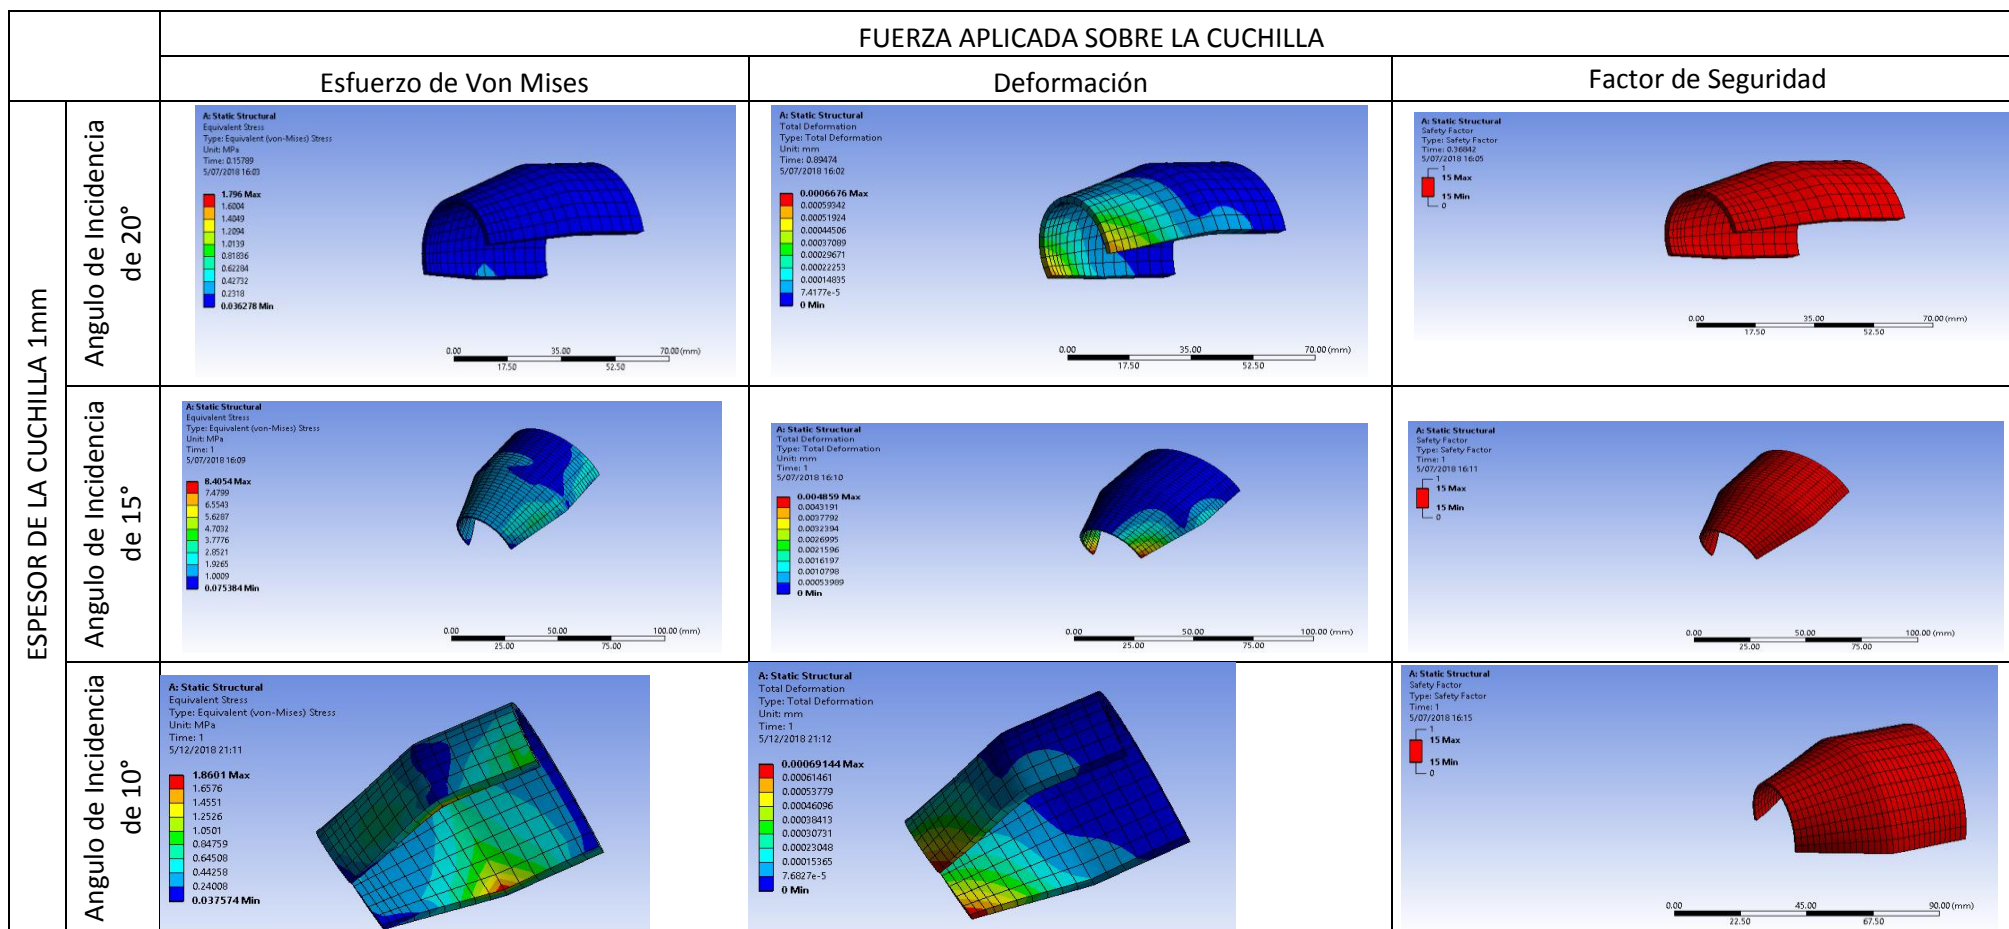 FUERZA APLICADA SOBRE LA CUCHILLA
Esfuerzo de Von Mises
Deformación
Factor de Seguridad
ESPESOR DE LA CUCHILLA 1mm
Angulo de Incidencia
de 20°
A: Static Structural
Equivalent Stress
Type: Equivalent (von-Mises) Stress
Unit: MPa
Time: 0.15789
5/07/2018 16:03
1.796 Max
1.6004
1.4049
1.2094
1.0139
0.81836
0.62284
0.42732
0.2318
0.036278 Min
0.00
35.00
70.00 (mm)
17.50
52.50
A: Static Structural
Total Deformation
Type: Total Deformation
Unit: mm
Time: 0.89474
5/07/2018 16:02
0.0006676 Max
0.00059342
0.00051924
0.00044506
0.00037089
0.00029671
0.00022253
0.00014835
7.4177e-5
0 Min
0.00
35.00
70.00 (mm)
17.50
52.50
A: Static Structural
Safety Factor
Type: Safety Factor
Time: 0.36842
5/07/2018 16:05
1
15 Max
15 Min
0
0.00
35.00
70.00 (mm)
17.50
52.50
Angulo de Incidencia
de 15°
A: Static Structural
Equivalent Stress
Type: Equivalent (von-Mises) Stress
Unit: MPa
Time: 1
5/07/2018 16:09
8.4054 Max
7.4799
6.5543
5.6287
4.7032
3.7776
2.8521
1.9265
1.0009
0.075384 Min
0.00
50.00
100.00 (mm)
25.00
75.00
A: Static Structural
Total Deformation
Type: Total Deformation
Unit: mm
Time: 1
5/07/2018 16:10
0.004859 Max
0.0043191
0.0037792
0.0032394
0.0026995
0.0021596
0.0016197
0.0010798
0.00053989
0 Min
0.00
50.00
100.00 (mm)
25.00
75.00
A: Static Structural
Safety Factor
Type: Safety Factor
Time: 1
5/07/2018 16:11
1
15 Max
15 Min
0
0.00
50.00
100.00 (mm)
25.00
75.00
Angulo de Incidencia
de 10°
A: Static Structural
Equivalent Stress
Type: Equivalent (von-Mises) Stress
Unit: MPa
Time: 1
5/12/2018 21:11
1.8601 Max
1.6576
1.4551
1.2526
1.0501
0.84759
0.64508
0.44258
0.24008
0.037574 Min
A: Static Structural
Total Deformation
Type: Total Deformation
Unit: mm
Time: 1
5/12/2018 21:12
0.00069144 Max
0.00061461
0.00053779
0.00046096
0.00038413
0.00030731
0.00023048
0.00015365
7.6827e-5
0 Min
A: Static Structural
Safety Factor
Type: Safety Factor
Time: 1
5/07/2018 16:15
1
15 Max
15 Min
0
0.00
45.00
90.00 (mm)
22.50
67.50